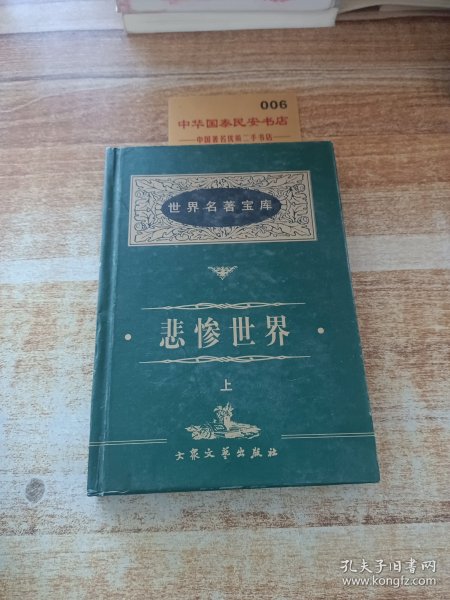 006
中华国泰民安书店
中国著名优质二手书店
世界名著宝库
悲惨世界
上
大众文艺出版社
孔夫子旧书网
www.kongfz.com